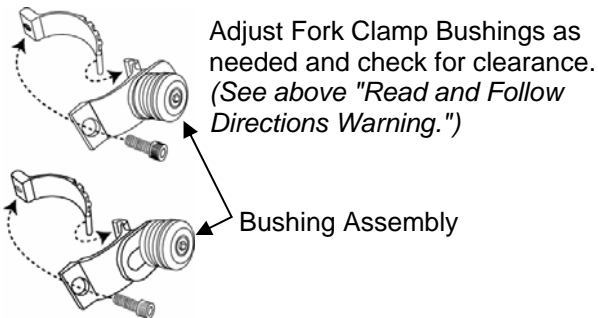 Adjust Fork Clamp Bushings as
needed and check for clearance.
(See above "Read and Follow
Directions Warning.")
Bushing Assembly